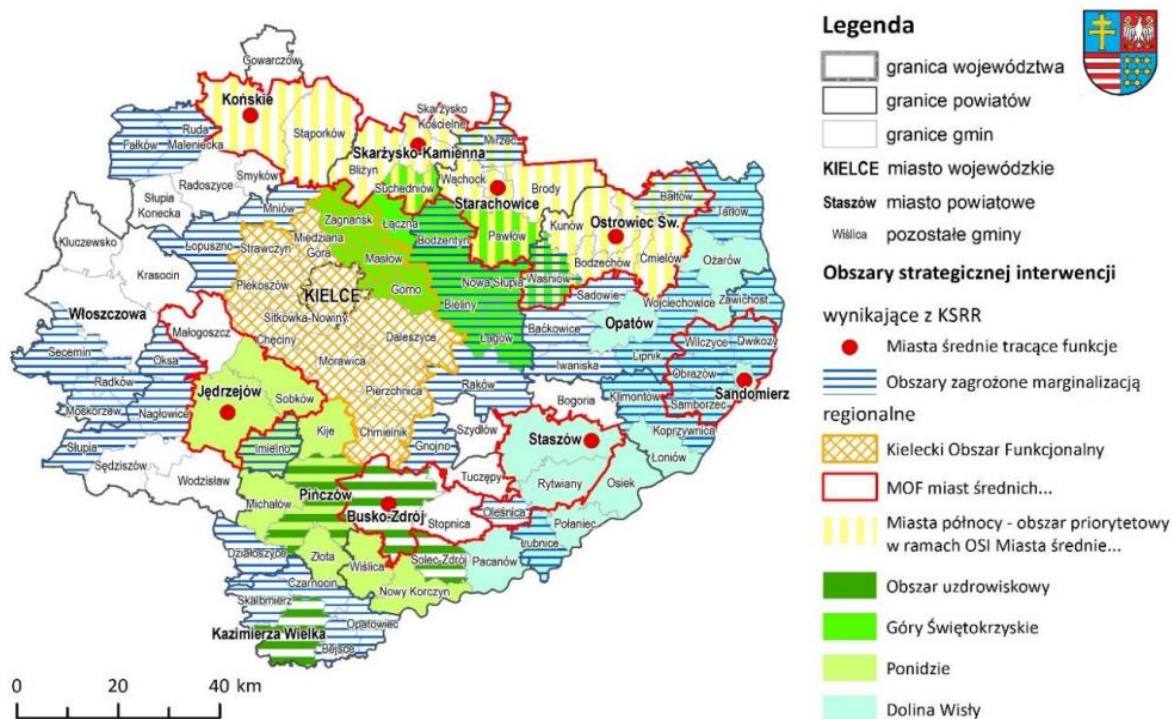 Gowarczów
Końskie
Stąporków
Skarżysko
Kościelne
Mirzec
Ruda
Maleniecka
Fałków
Skarżysko-Kamienna
Bliżyn
Radoszyce
Smyków
Suchedniów
Wąchock
Brody
Starachowice
Bałtów
Tarłów
Słupia
Konecka
Mniów
Zagnańsk
Łączna
Ostrowiec Św.
Kunów
Kluczewsko
Łopuszno
Strawczyn
Miedziana
Góra
Bodzentyn
Pawłów
Bodzechów
Ćmielów
Ożarów
Krasocin
Masłów
Waśniów
Piekoszów
KIELCE
Górno
Nowa Słupia
Sadowie
Wojciechowice
Zawichost
Włoszczowa
Sitkówka-Nowiny
Bieliny
Baćkowice
Opatów
Małogoszcz
Chęciny
Daleszyce
Łagów
Wilczyce
Dwikozy
Secemin
Oksa
Morawica
Iwaniska
Lipnik
Obrazów
Radków
Jędrzejów
Sobków
Pierzchnica
Raków
Klimontów
Sandomierz
Moskorzew
Nagłowice
Bogoria
Samborzec
Słupia
Imielno
Kije
Chmielnik
Gnojno
Szydłów
Staszów
Koprzywnica
Sędziszów
Wodzisław
Łoniów
Tuczępy
Rytwiany
Osiek
Michałów
Pińczów
Busko-Zdrój
Stopnica
Oleśnica
Połaniec
Działoszyce
Złota
Wiślica
Solec-Zdrój
Pacanów
Łubnice
Czarnocin
Nowy Korczyn
Skalbmierz
Opatowiec
Kazimierza Wielka
Bejsce
0 20 40 km
Legenda
granica województwa
granice powiatów
granice gmin
KIELCE miasto wojewódzkie
Staszów miasto powiatowe
Wiślica pozostałe gminy
Obszary strategicznej interwencji
wynikające z KSRR
Miasta średnie tracące funkcje
Obszary zagrożone marginalizacją
regionalne
Kielecki Obszar Funkcjonalny
MOF miast średnich...
Miasta północy - obszar priorytetowy
w ramach OSI Miasta średnie...
Obszar uzdrowiskowy
Góry Świętokrzyskie
Ponidzie
Dolina Wisły